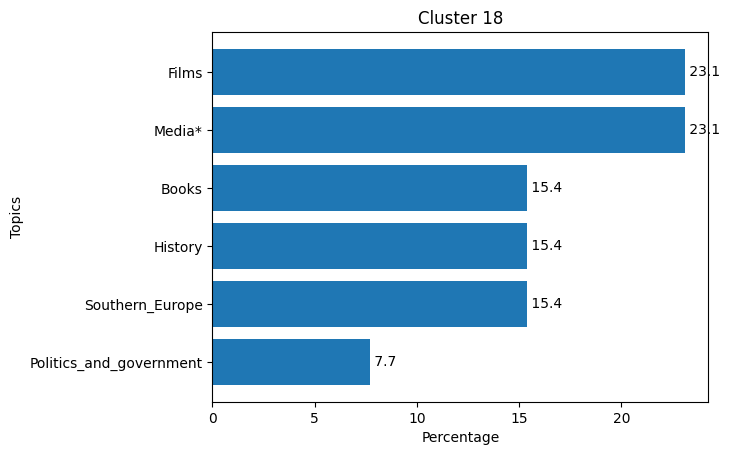 Cluster 18
Films 23.1
Media* 23.1
Books 15.4
History 15.4
Southern_Europe 15.4
Politics_and_government 7.7
Topics
0 5 10 15 20
Percentage